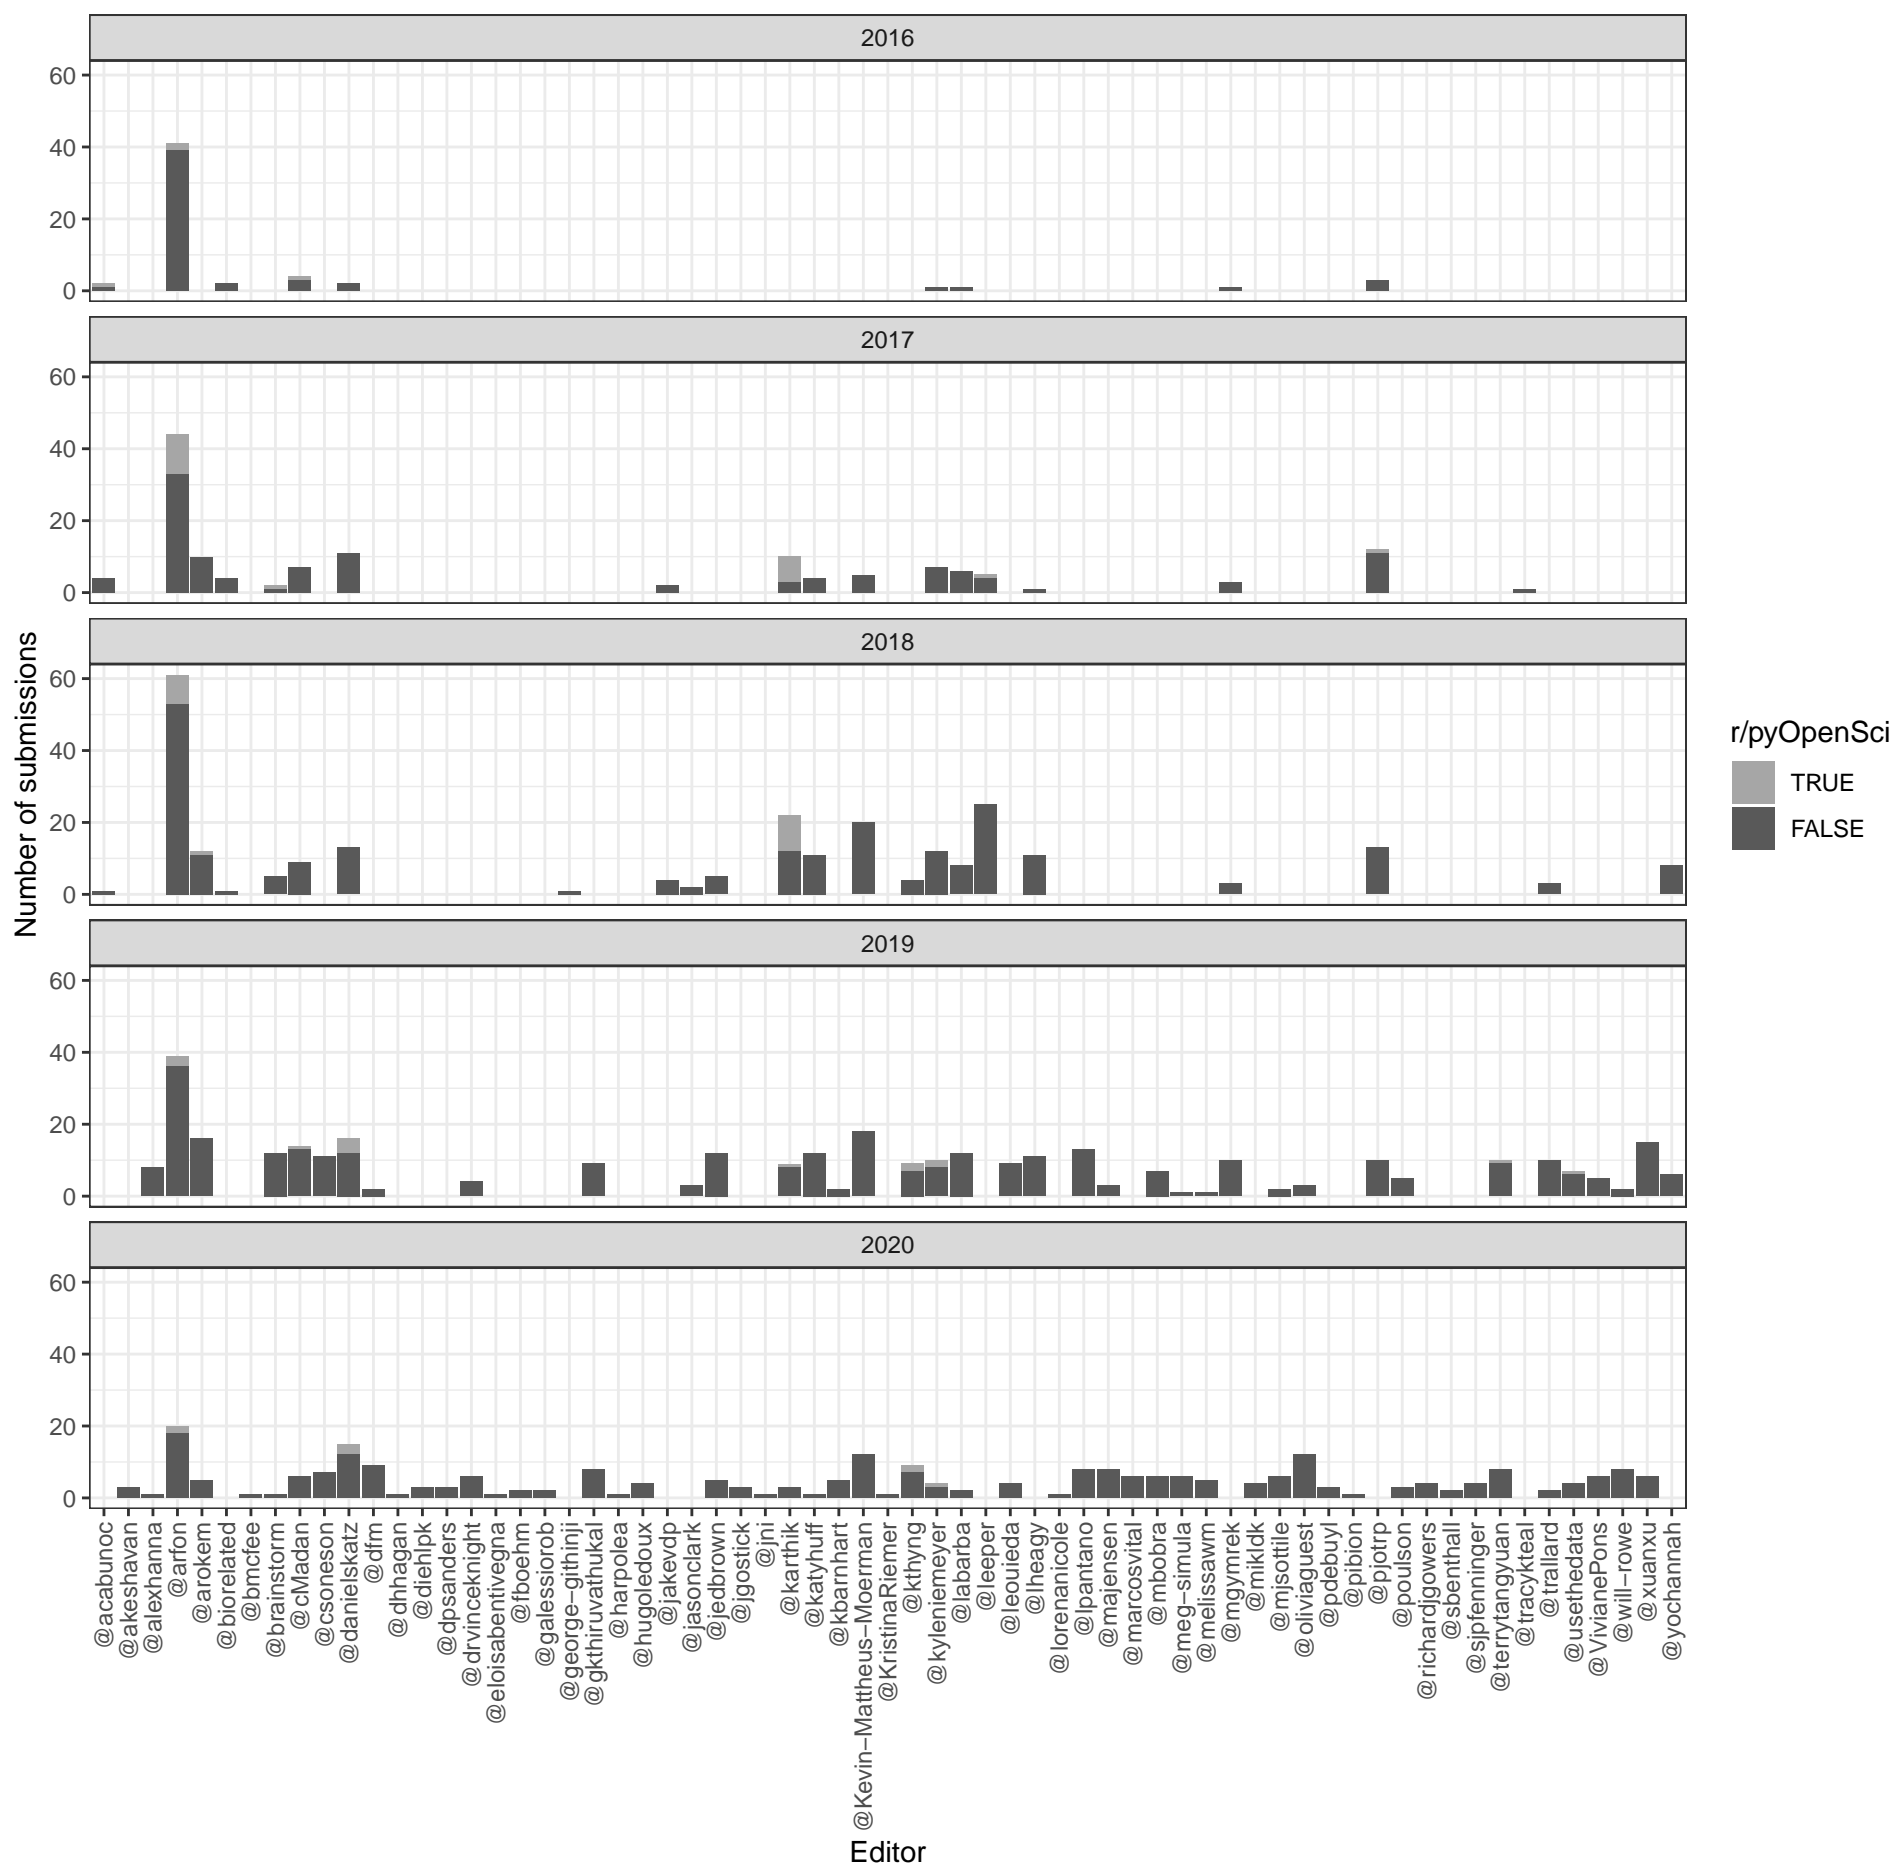 2016
60
40
20
0
2017
60
40
20
0
2018
60
40
20
0
2019
60
40
20
0
2020
60
40
20
0
Number of submissions
@acabunoc
@akeshavan
@alexhanna
@arfon
@arokem
@biorelated
@bmcfee
@brainstorm
@cMadan
@csoneson
@danielskatz
@dfm
@dhhagan
@diehlpk
@dpsanders
@drvinceknight
@eloisabentivegna
@fboehm
@galessiorob
@george−githinji
@gkthiruvathukal
@harpolea
@hugoledoux
@jakevdp
@jasonclark
@jedbrown
@jgostick
@jni
@karthik
@katyhuff
@kbarnhart
@Kevin−Mattheus−Moerman
@KristinaRiemer
@kthyng
@kyleniemeyer
@labarba
@leeper
@leouieda
@lheagy
@lorenanicole
@lpantano
@majensen
@marcosvital
@mbobra
@meg−simula
@melissawm
@mgymrek
@mikldk
@mjsottile
@oliviaguest
@pdebuyl
@pibion
@pjotrp
@poulson
@richardjgowers
@sbenthall
@sjpfenninger
@terrytangyuan
@tracykteal
@trallard
@usethedata
@VivianePons
@will−rowe
@xuanxu
@yochannah
Editor
r/pyOpenSci
TRUE
FALSE